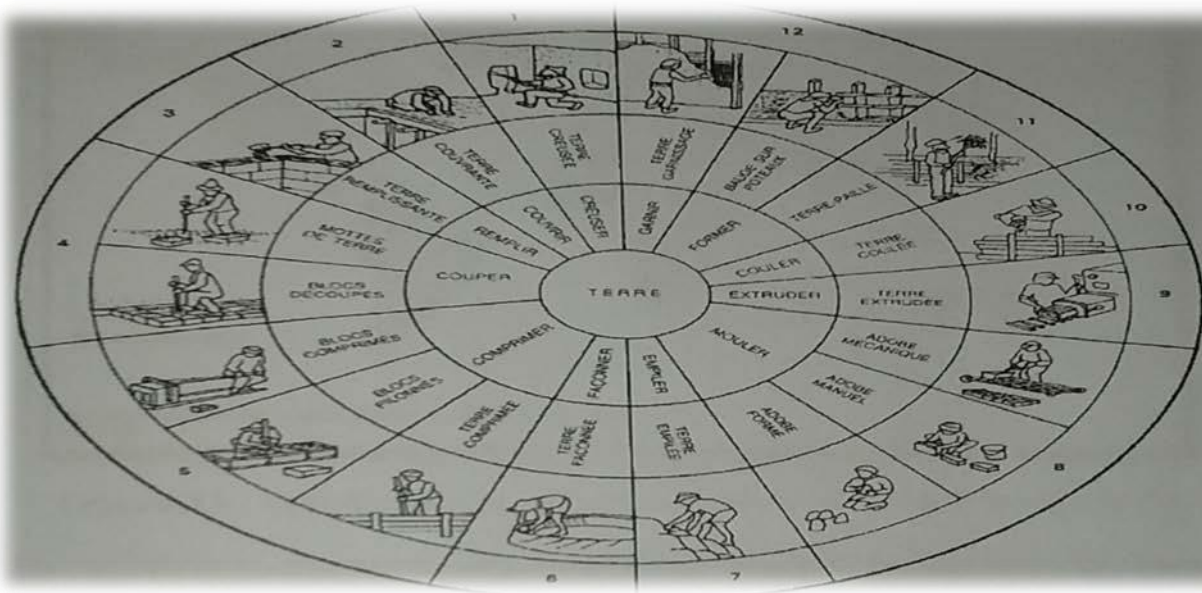 TERRE
CREUSER
COUVRIR
REMPLIR
COUPER
COMPRIMER
FAÇONNER
EMPILER
MOULER
EXTRUDER
COULER
FORMER
GARNIR
TERRE
CREUSÉE
TERRE
COUVRANTE
TERRE
REMPLISSANTE
MOTTES
DE TERRE
BLOCS
DÉCOUPÉS
BLOCS
COMPRIMÉS
BLOCS
PILONNÉS
TERRE
COMPRIMÉE
TERRE
FAÇONNÉE
TERRE
EMPILÉE
ADOBE
FORMÉ
ADOBE
MANUEL
ADOBE
MÉCANIQUE
TERRE
EXTRUDÉE
TERRE
COULÉE
TERRE-PAILLE
BAUGE SUR
POTEAUX
TERRE
GARNISSAGE
1
2
3
4
5
6
7
8
9
10
11
12